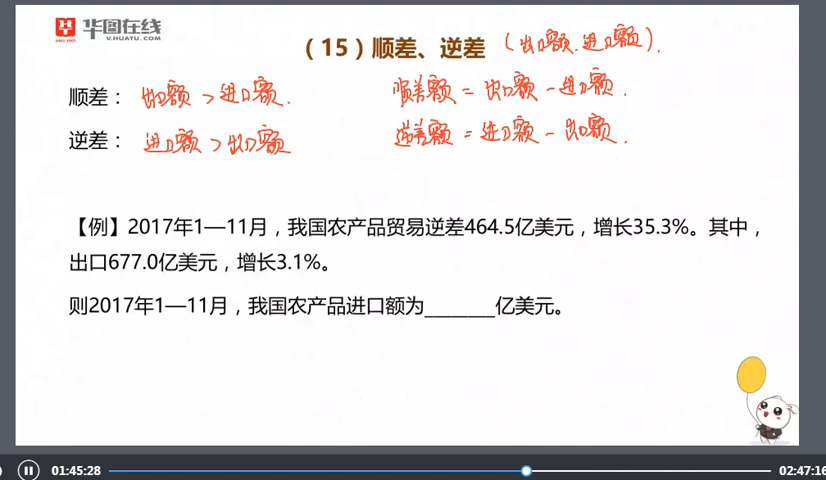 华图在线
V.HUATU.COM
（15）顺差、逆差 （出口额.进口额）.
顺差： 出口额＞进口额. 顺差额 = 出口额 - 进口额.
逆差： 进口额＞出口额 逆差额 = 进口额 - 出口额.
【例】2017年1—11月，我国农产品贸易逆差464.5亿美元，增长35.3%。其中，
出口677.0亿美元，增长3.1%。
则2017年1—11月，我国农产品进口额为_______亿美元。
01:45:28 02:47:16